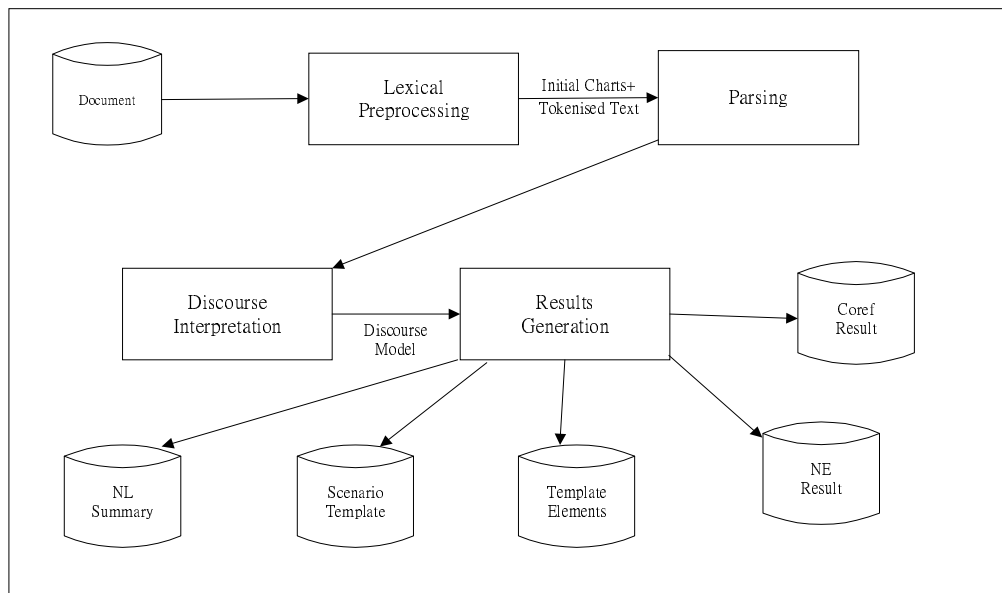 Document
Lexical
Preprocessing
Initial Charts+
Tokenised Text
Parsing
Discourse
Interpretation
Discourse
Model
Results
Generation
Coref
Result
NL
Summary
Scenario
Template
Template
Elements
NE
Result